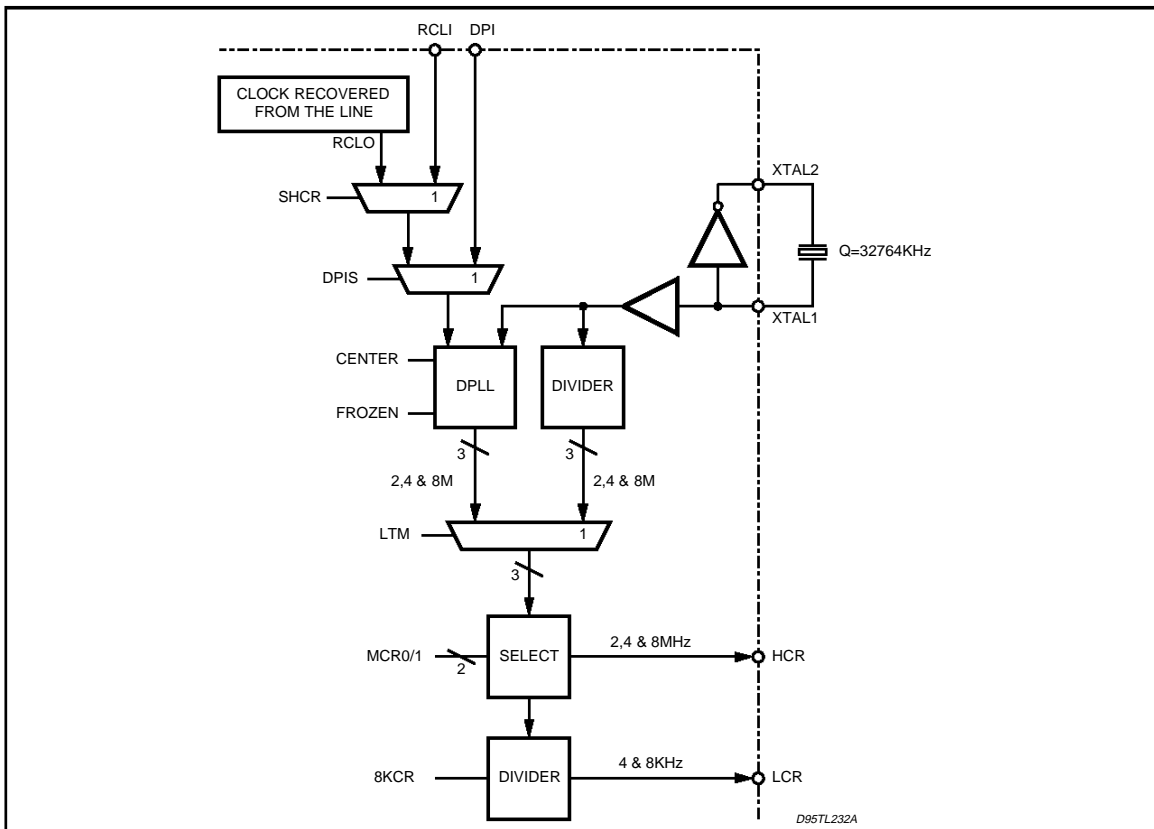 RCLI DPI
CLOCK RECOVERED
FROM THE LINE
RCLO
XTAL2
SHCR
1
Q=32764KHz
DPIS
1
XTAL1
CENTER
DPLL
DIVIDER
FROZEN
3
3
2,4 & 8M
2,4 & 8M
LTM
1
3
2,4 & 8MHz
MCR0/1
2
SELECT
HCR
4 & 8KHz
8KCR
DIVIDER
LCR
D95TL232A